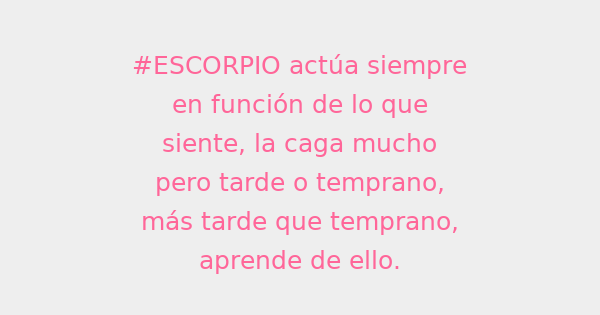 #ESCORPIO actúa siempre
en función de lo que
siente, la caga mucho
pero tarde o temprano,
más tarde que temprano,
aprende de ello.